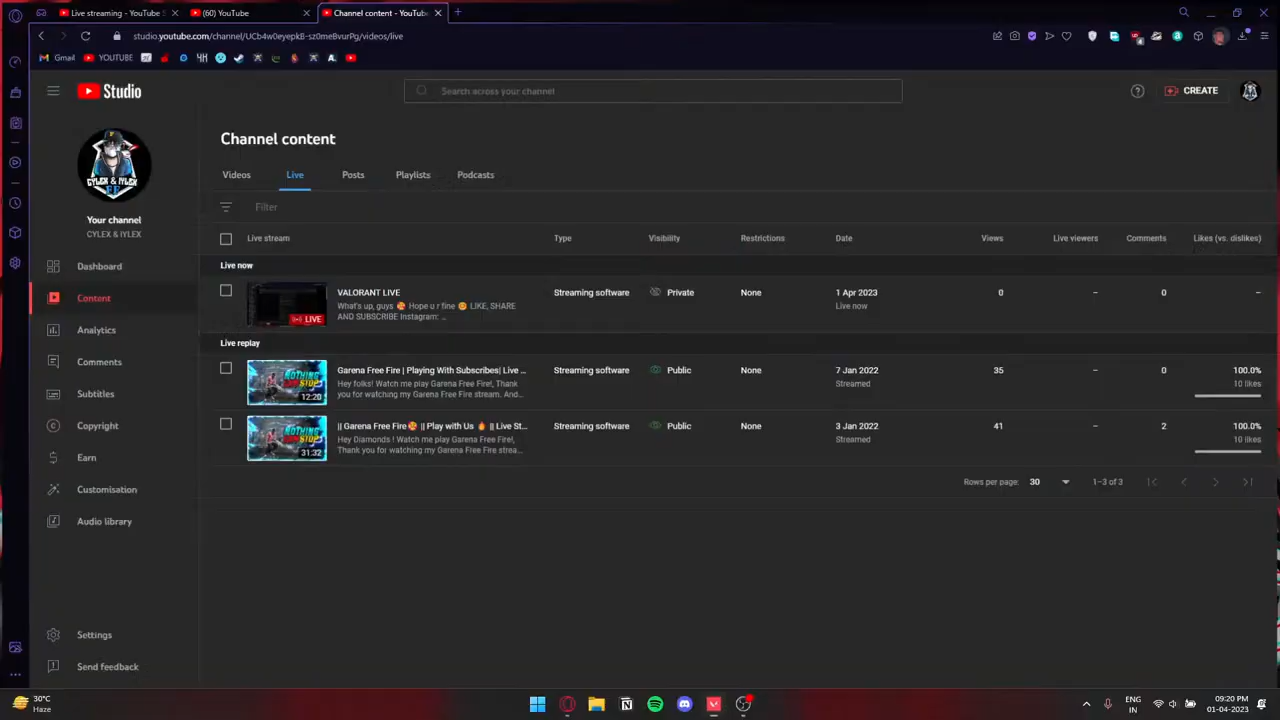 Live streaming - YouTube S
(60) YouTube
Channel content - YouTube
studio.youtube.com/channel/UCb4w0eyepkB-sz0meBvurPg/videos/live
Gmail
YOUTUBE
Studio
Search across your channel
CREATE
CYLEX & IYLEX
Your channel
CYLEX & IYLEX
Dashboard
Content
Analytics
Comments
Subtitles
Copyright
Earn
Customisation
Audio library
Settings
Send feedback
Channel content
Videos Live Posts Playlists Podcasts
Filter
Live stream Type Visibility Restrictions Date Views Live viewers Comments Likes (vs. dislikes)
Live now
VALORANT LIVE Streaming software Private None 1 Apr 2023 0 – 0 –
What's up, guys 🥰 Hope u r fine 😊 LIKE, SHARE Live now
AND SUBSCRIBE Instagram: ...
LIVE
Live replay
Garena Free Fire | Playing With Subscribes| Live ... Streaming software Public None 7 Jan 2022 35 – 0 100.0%
Hey folks! Watch me play Garena Free Fire!, Thank Streamed 10 likes
you for watching my Garena Free Fire stream. And...
12:20
|| Garena Free Fire🥰 || Play with Us 🔥 || Live St... Streaming software Public None 3 Jan 2022 41 – 2 100.0%
Hey Diamonds ! Watch me play Garena Free Fire!, Streamed 10 likes
Thank you for watching my Garena Free Fire strea...
31:32
Rows per page: 30 1–3 of 3
30°C
Haze
ENG
IN
09:20 PM
01-04-2023